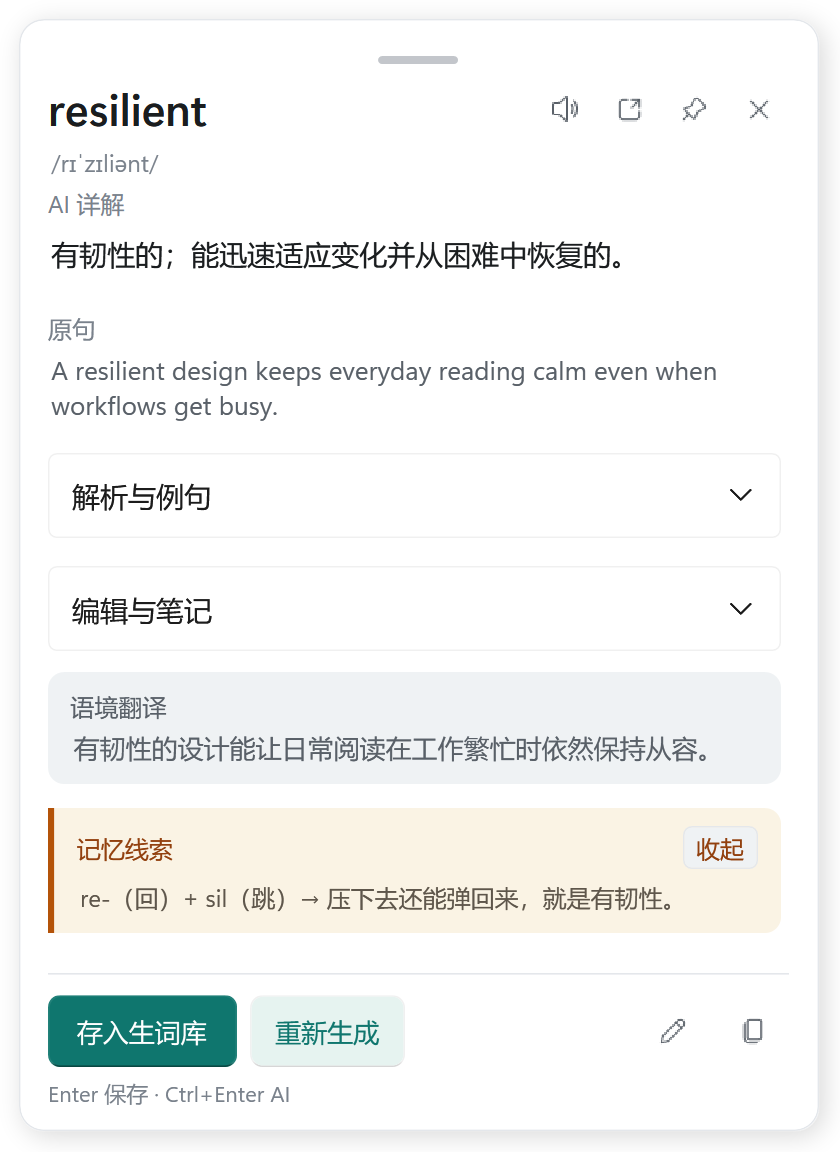 resilient
/rɪˈzɪliənt/
AI 详解
有韧性的；能迅速适应变化并从困难中恢复的。
原句
A resilient design keeps everyday reading calm even when
workflows get busy.
解析与例句
编辑与笔记
语境翻译
有韧性的设计能让日常阅读在工作繁忙时依然保持从容。
记忆线索
收起
re-（回）+ sil（跳）→ 压下去还能弹回来，就是有韧性。
存入生词库
重新生成
Enter 保存 · Ctrl+Enter AI